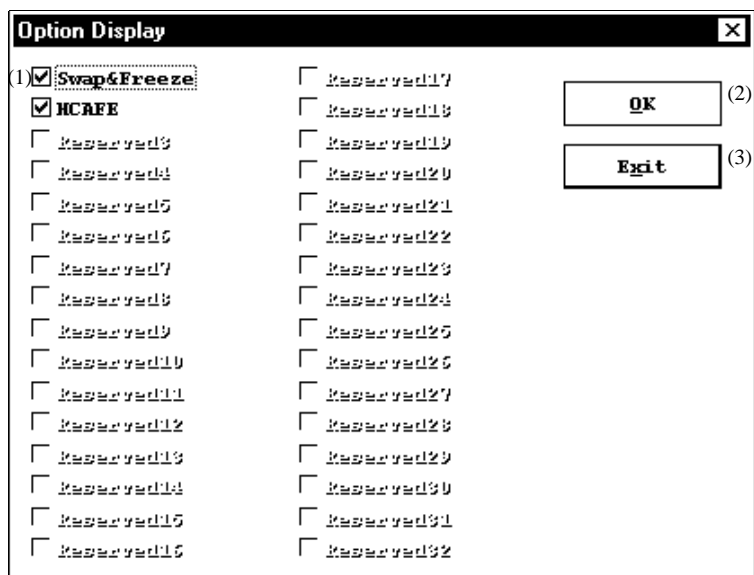 Option Display
(1) Swap&Freeze
HCAFE
Reserved3
Reserved4
Reserved5
Reserved6
Reserved7
Reserved8
Reserved9
Reserved10
Reserved11
Reserved12
Reserved13
Reserved14
Reserved15
Reserved16
Reserved17
Reserved18
Reserved19
Reserved20
Reserved21
Reserved22
Reserved23
Reserved24
Reserved25
Reserved26
Reserved27
Reserved28
Reserved29
Reserved30
Reserved31
Reserved32
OK (2)
Exit (3)